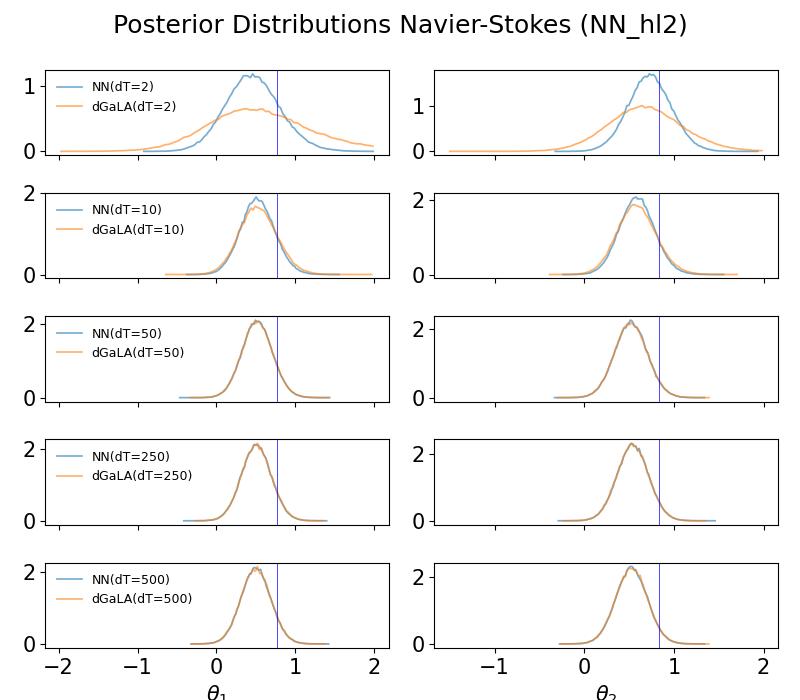 Posterior Distributions Navier-Stokes (NN_hl2)
1
0
NN(dT=2)
dGaLA(dT=2)
1
0
2
0
NN(dT=10)
dGaLA(dT=10)
2
0
2
0
NN(dT=50)
dGaLA(dT=50)
2
0
2
0
NN(dT=250)
dGaLA(dT=250)
2
0
2
0
NN(dT=500)
dGaLA(dT=500)
2
0
−2 −1 0 1 2
−1 0 1 2
θ1
θ2